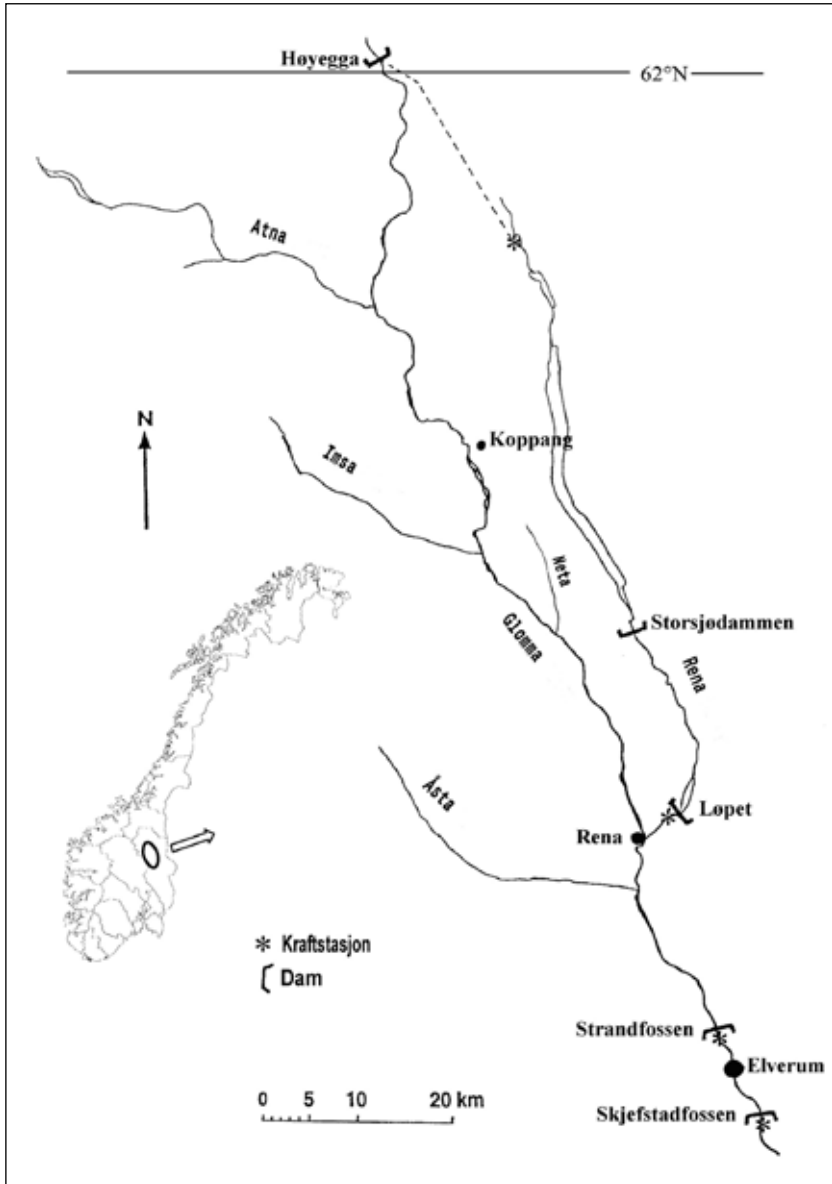 Høyegga
62°N
Atna
N
Koppang
Imsa
Neta
Glomma
Storsjødammen
Rena
Åsta
Løpet
Rena
* Kraftstasjon
[ Dam
Strandfossen
Elverum
0 5 10 20 km
Skjefstadfossen